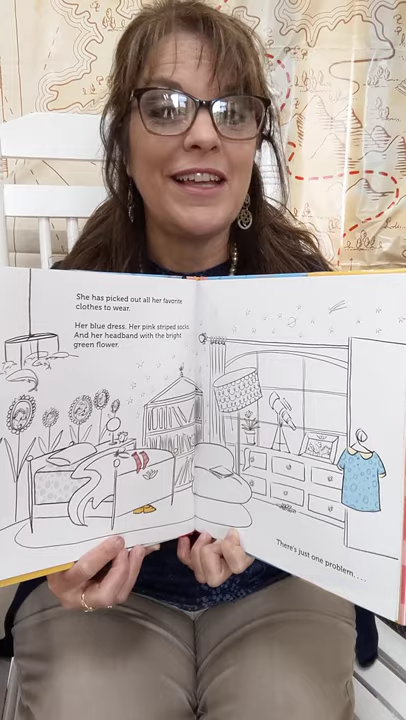 She has picked out all her favorite
clothes to wear.
Her blue dress. Her pink striped socks.
And her headband with the bright
green flower.
There's just one problem. . . .